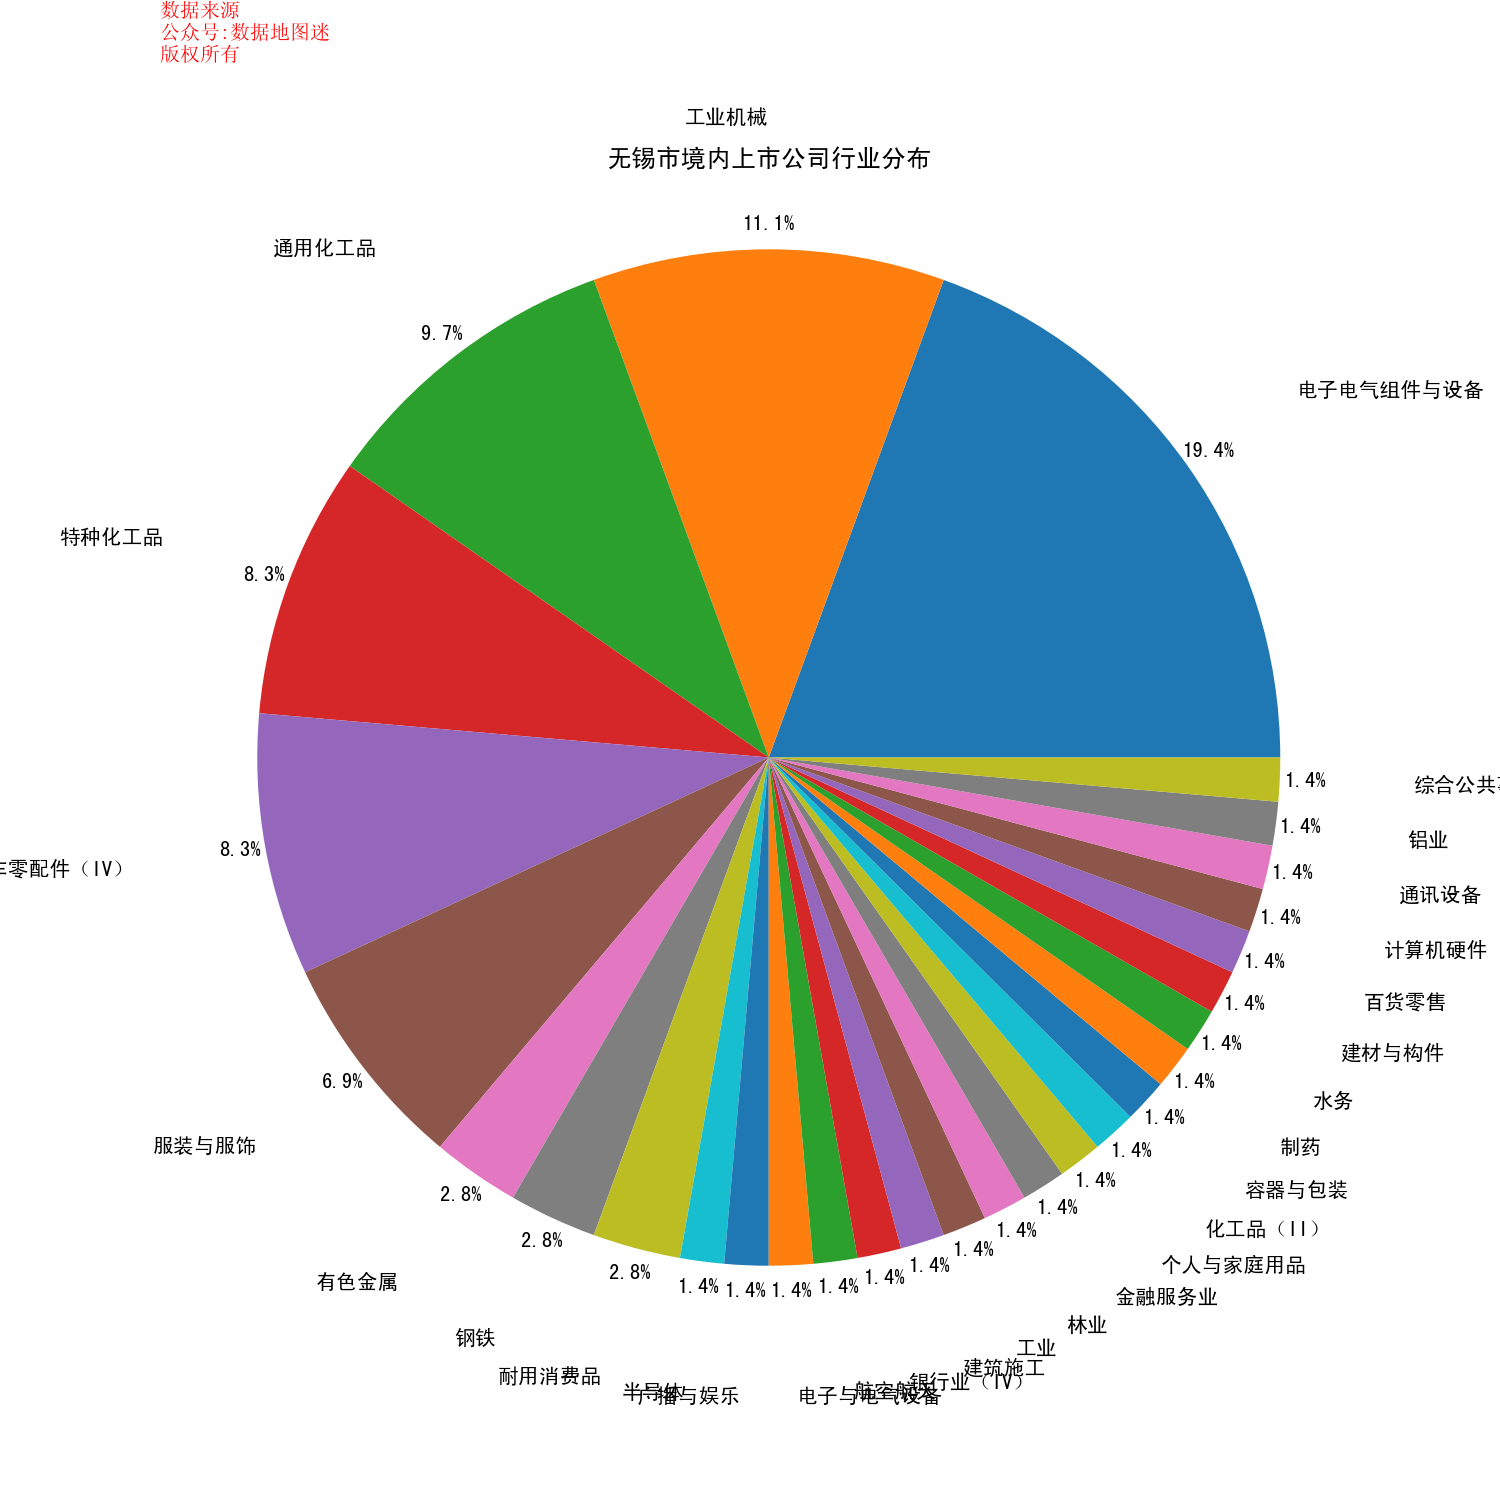 数据来源
公众号:数据地图迷
版权所有
工业机械
无锡市境内上市公司行业分布
11.1%
通用化工品
9.7%
电子电气组件与设备
19.4%
特种化工品
8.3%
8.3%
零配件（IV）
1.4%
综合公共
1.4%
铝业
1.4%
通讯设备
1.4%
计算机硬件
1.4%
百货零售
1.4%
建材与构件
1.4%
水务
6.9%
1.4%
制药
服装与服饰
1.4%
容器与包装
1.4%
化工品（II）
2.8%
1.4%
个人与家庭用品
1.4%
金融服务业
2.8%
1.4%
林业
有色金属
2.8%
1.4%
1.4%
1.4%
1.4%
1.4%
1.4%
1.4%
工业
钢铁
建筑施工
耐用消费品
银行业（IV）
半导体
广播与娱乐
电子与电气设备
航空航天